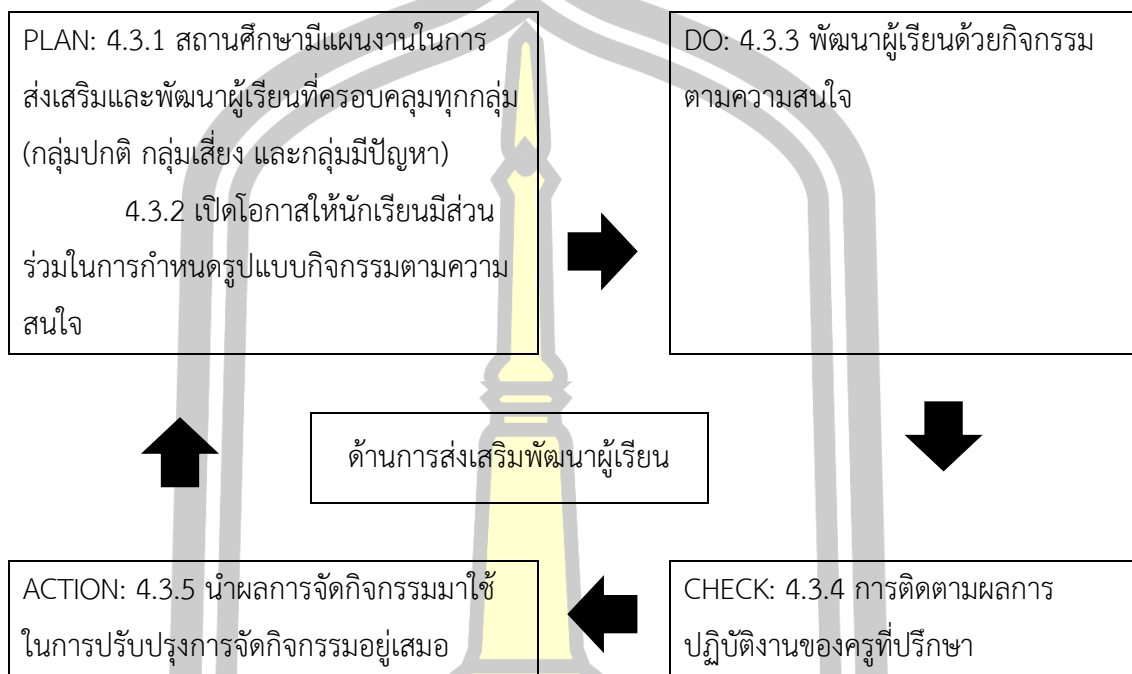 PLAN: 4.3.1 สถานศึกษามีแผนงานในการ
ส่งเสริมและพัฒนาผู้เรียนที่ครอบคลุมทุกกลุ่ม
(กลุ่มปกติ กลุ่มเสี่ยง และกลุ่มมีปัญหา)
4.3.2 เปิดโอกาสให้นักเรียนมีส่วน
ร่วมในการกำหนดรูปแบบกิจกรรมตามความ
สนใจ
DO: 4.3.3 พัฒนาผู้เรียนด้วยกิจกรรม
ตามความสนใจ
ด้านการส่งเสริมพัฒนาผู้เรียน
ACTION: 4.3.5 นำผลการจัดกิจกรรมมาใช้
ในการปรับปรุงการจัดกิจกรรมอยู่เสมอ
CHECK: 4.3.4 การติดตามผลการ
ปฏิบัติงานของครูที่ปรึกษา